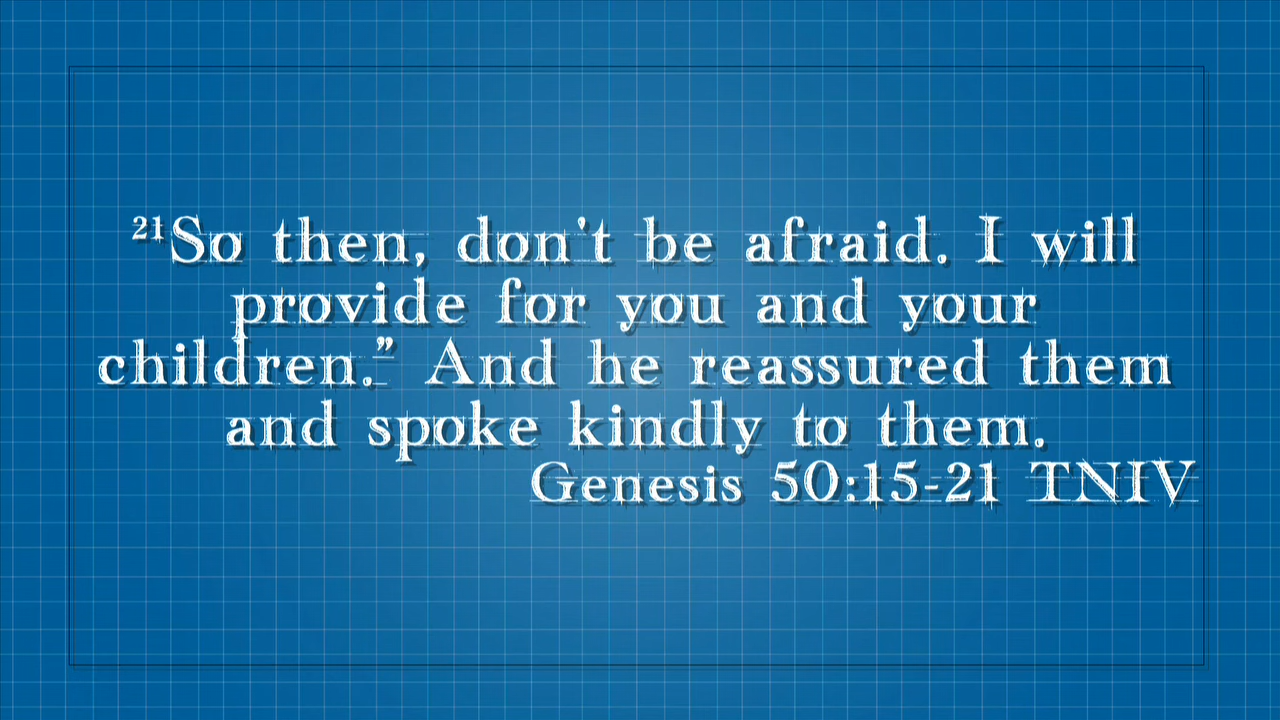 ²¹So then, don't be afraid. I will
provide for you and your
children.” And he reassured them
and spoke kindly to them.
Genesis 50:15-21 TNIV